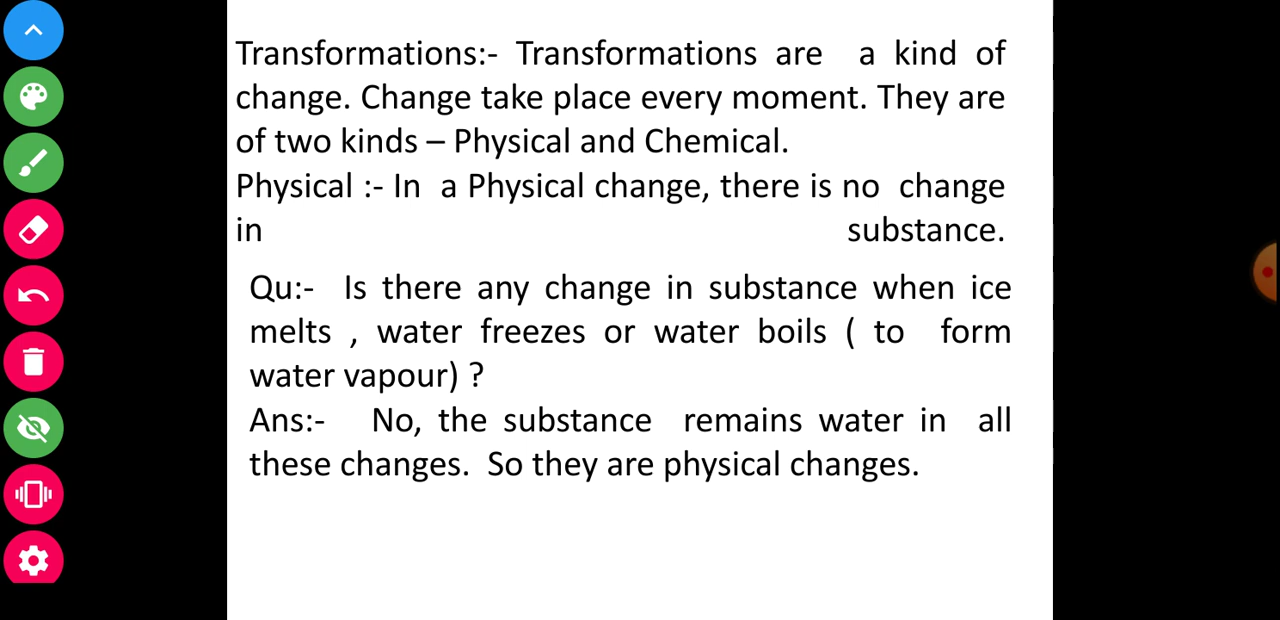 Transformations:- Transformations are a kind of
change. Change take place every moment. They are
of two kinds – Physical and Chemical.
Physical :- In a Physical change, there is no change
in substance.
Qu:- Is there any change in substance when ice
melts , water freezes or water boils ( to form
water vapour) ?
Ans:- No, the substance remains water in all
these changes. So they are physical changes.